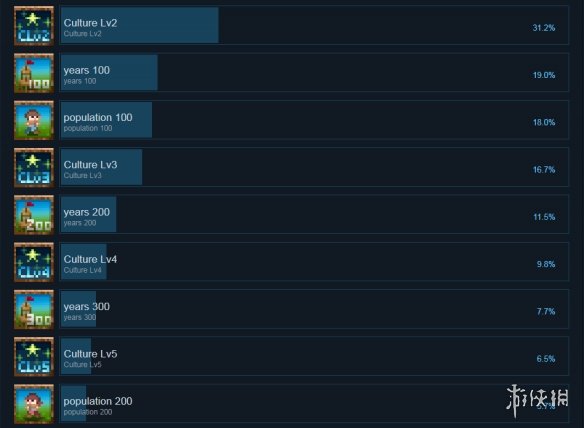 CLv2
Culture Lv2
Culture Lv2
31.2%
100
years 100
years 100
19.0%
population 100
population 100
18.0%
CLv3
Culture Lv3
Culture Lv3
16.7%
200
years 200
years 200
11.5%
CLv4
Culture Lv4
Culture Lv4
9.8%
300
years 300
years 300
7.7%
CLv5
Culture Lv5
Culture Lv5
6.5%
population 200
population 200
游侠网